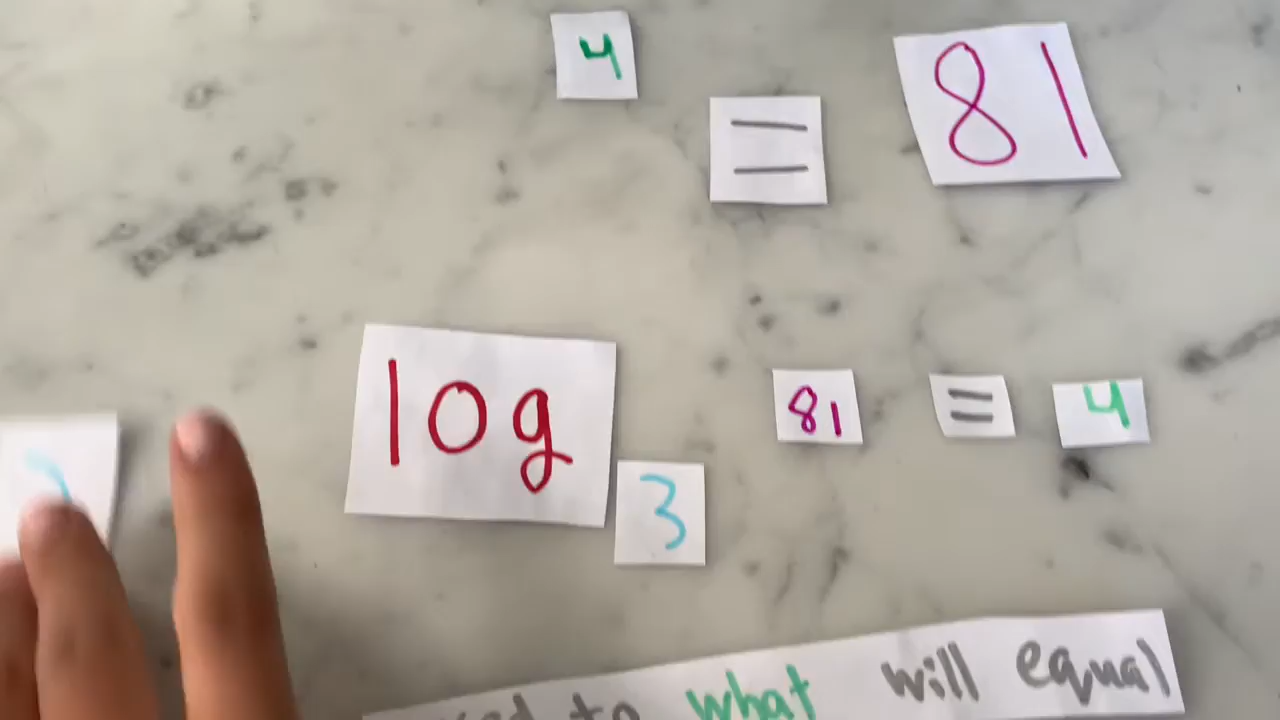 4 = 81
log 3 81 = 4
to what will equal